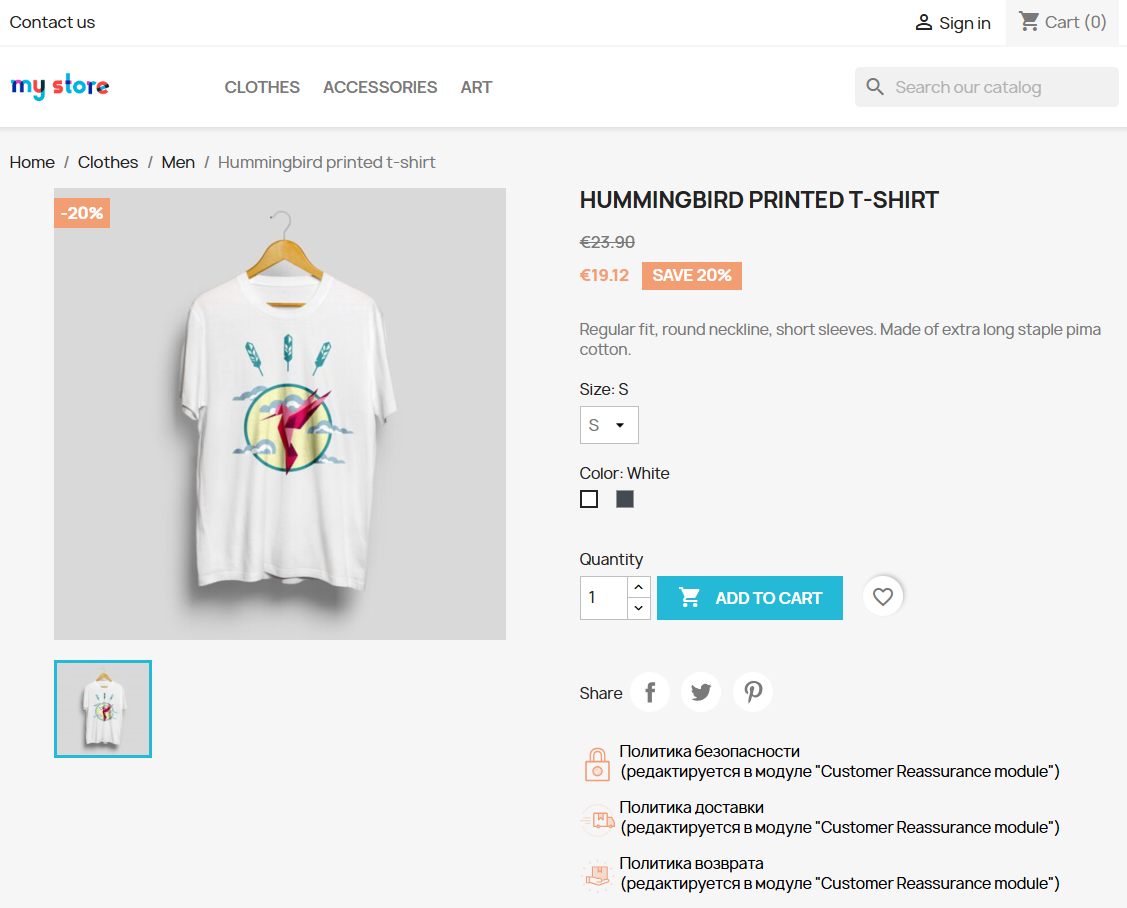 Contact us
Sign in
Cart (0)
my store
CLOTHES
ACCESSORIES
ART
Search our catalog
Home / Clothes / Men / Hummingbird printed t-shirt
-20%
HUMMINGBIRD PRINTED T-SHIRT
€23.90
€19.12
SAVE 20%
Regular fit, round neckline, short sleeves. Made of extra long staple pima
cotton.
Size: S
S
Color: White
Quantity
1
ADD TO CART
Share
Политика безопасности
(редактируется в модуле "Customer Reassurance module")
Политика доставки
(редактируется в модуле "Customer Reassurance module")
Политика возврата
(редактируется в модуле "Customer Reassurance module")